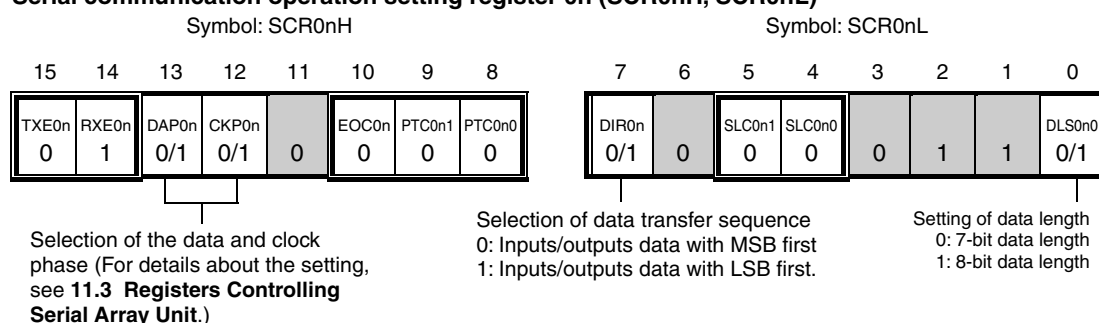 Serial communication operation setting register 0n (SCR0nH, SCR0nL)
Symbol: SCR0nH
15 14 13 12 11 10 9 8
TXE0n RXE0n DAP0n CKP0n EOC0n PTC0n1 PTC0n0
0 1 0/1 0/1 0 0 0 0
Selection of the data and clock
phase (For details about the setting,
see 11.3 Registers Controlling
Serial Array Unit.)
Symbol: SCR0nL
7 6 5 4 3 2 1 0
DIR0n SLC0n1 SLC0n0 DLS0n0
0/1 0 0 0 0 1 1 0/1
Selection of data transfer sequence
0: Inputs/outputs data with MSB first
1: Inputs/outputs data with LSB first.
Setting of data length
0: 7-bit data length
1: 8-bit data length